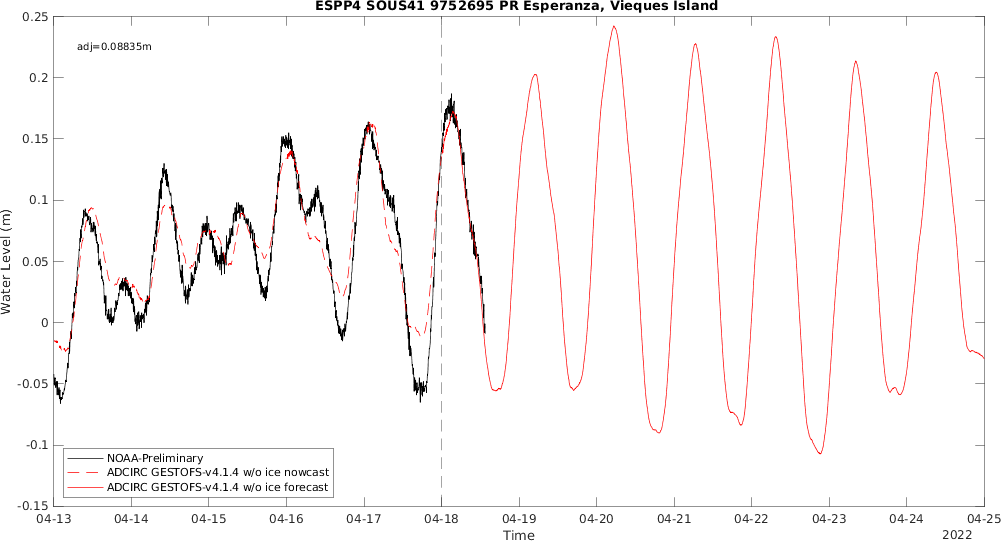 ESPP4 SOUS41 9752695 PR Esperanza, Vieques Island
adj=0.08835m
Water Level (m)
0.25
0.2
0.15
0.1
0.05
0
-0.05
-0.1
-0.15
NOAA-Preliminary
ADCIRC GESTOFS-v4.1.4 w/o ice nowcast
ADCIRC GESTOFS-v4.1.4 w/o ice forecast
04-13 04-14 04-15 04-16 04-17 04-18 04-19 04-20 04-21 04-22 04-23 04-24 04-25
Time
2022